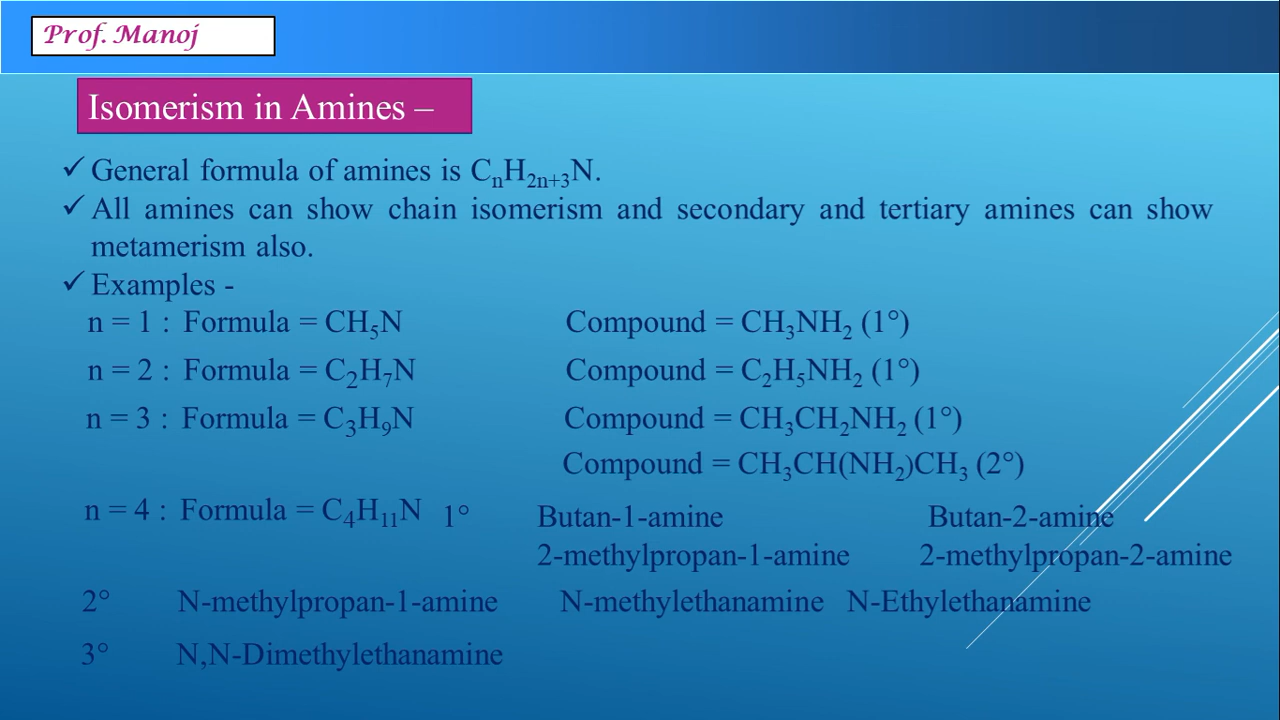 Prof. Manoj
Isomerism in Amines –
✓ General formula of amines is CₙH₂ₙ₊₃N.
✓ All amines can show chain isomerism and secondary and tertiary amines can show
metamerism also.
✓ Examples -
n = 1 : Formula = CH₅N Compound = CH₃NH₂ (1°)
n = 2 : Formula = C₂H₇N Compound = C₂H₅NH₂ (1°)
n = 3 : Formula = C₃H₉N Compound = CH₃CH₂NH₂ (1°)
Compound = CH₃CH(NH₂)CH₃ (2°)
n = 4 : Formula = C₄H₁₁N 1° Butan-1-amine Butan-2-amine
2-methylpropan-1-amine 2-methylpropan-2-amine
2° N-methylpropan-1-amine N-methylethanamine N-Ethylethanamine
3° N,N-Dimethylethanamine